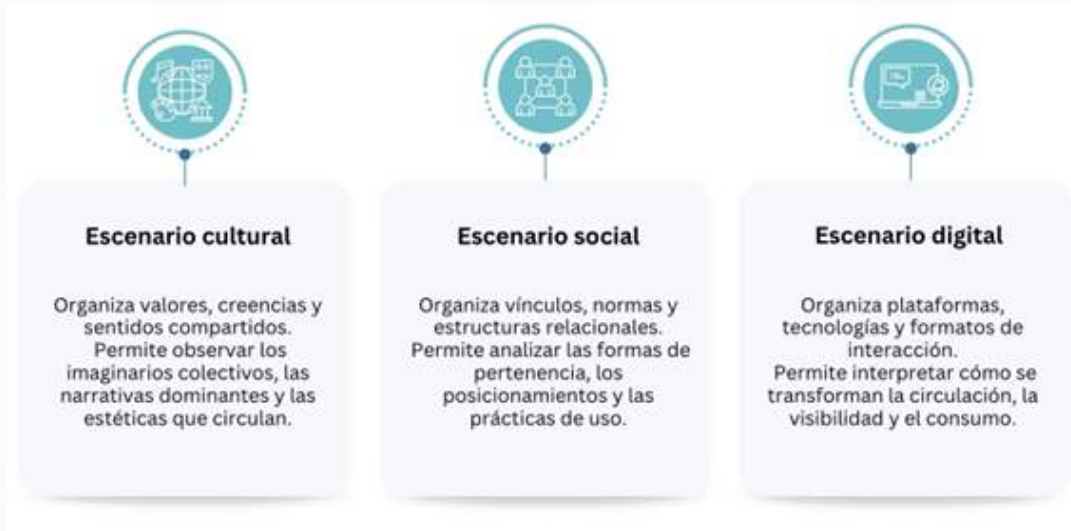 Escenario cultural
Organiza valores, creencias y
sentidos compartidos.
Permite observar los
imaginarios colectivos, las
narrativas dominantes y las
estéticas que circulan.
Escenario social
Organiza vínculos, normas y
estructuras relacionales.
Permite analizar las formas de
pertenencia, los
posicionamientos y las
prácticas de uso.
Escenario digital
Organiza plataformas,
tecnologías y formatos de
interacción.
Permite interpretar cómo se
transforman la circulación, la
visibilidad y el consumo.